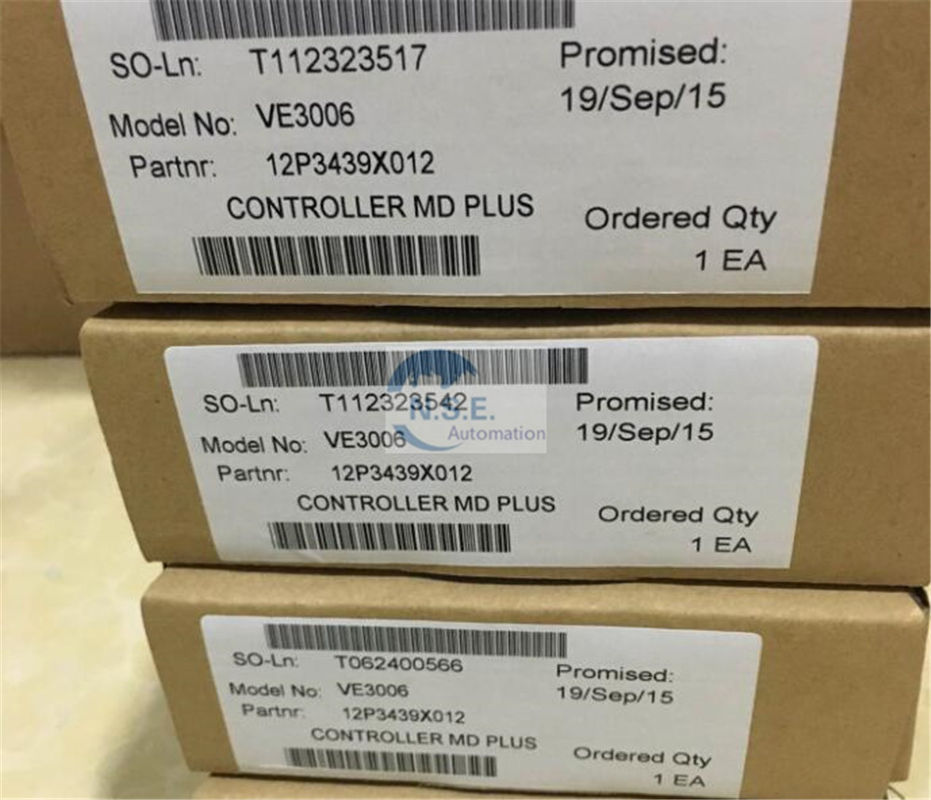 SO-Ln: T112323517
Promised:
19/Sep/15
Model No: VE3006
Partnr: 12P3439X012
CONTROLLER MD PLUS
Ordered Qty
1 EA
SO-Ln: T112323542
Promised:
19/Sep/15
Model No: VE3006
Partnr: 12P3439X012
CONTROLLER MD PLUS
Ordered Qty
1 EA
N.S.E.
Automation
SO-Ln: T062400566
Promised:
19/Sep/15
Model No: VE3006
Partnr: 12P3439X012
CONTROLLER MD PLUS
Ordered Qty
1 EA